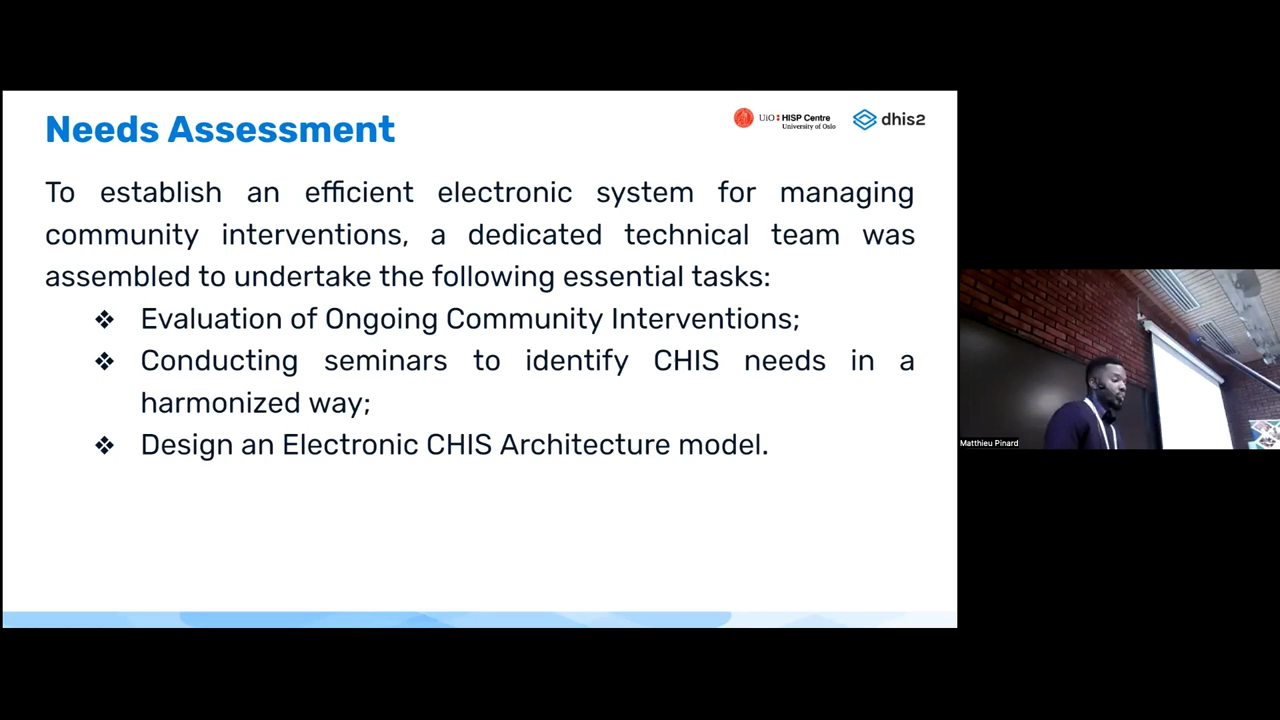 Needs Assessment
UiO HISP Centre
University of Oslo
dhis2
To establish an efficient electronic system for managing
community interventions, a dedicated technical team was
assembled to undertake the following essential tasks:
❖ Evaluation of Ongoing Community Interventions;
❖ Conducting seminars to identify CHIS needs in a
harmonized way;
❖ Design an Electronic CHIS Architecture model.
Matthieu Pinard